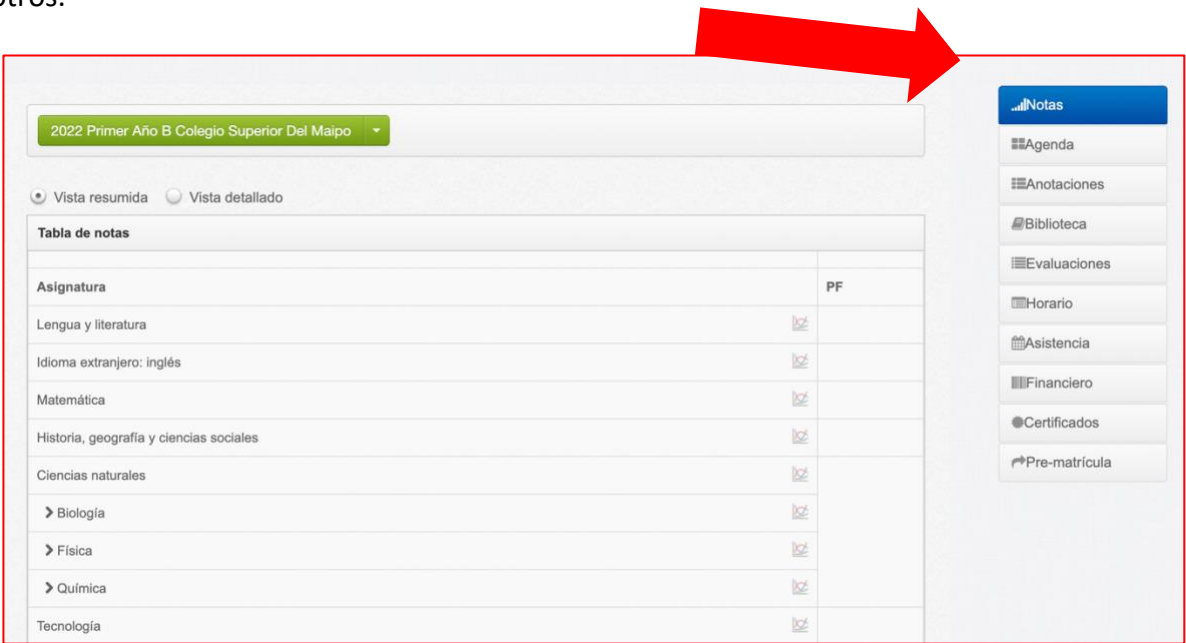 2022 Primer Año B Colegio Superior Del Maipo
Vista resumida Vista detallado
Tabla de notas
Asignatura PF
Lengua y literatura
Idioma extranjero: inglés
Matemática
Historia, geografía y ciencias sociales
Ciencias naturales
Biología
Física
Química
Tecnología
Notas
Agenda
Anotaciones
Biblioteca
Evaluaciones
Horario
Asistencia
Financiero
Certificados
Pre-matrícula